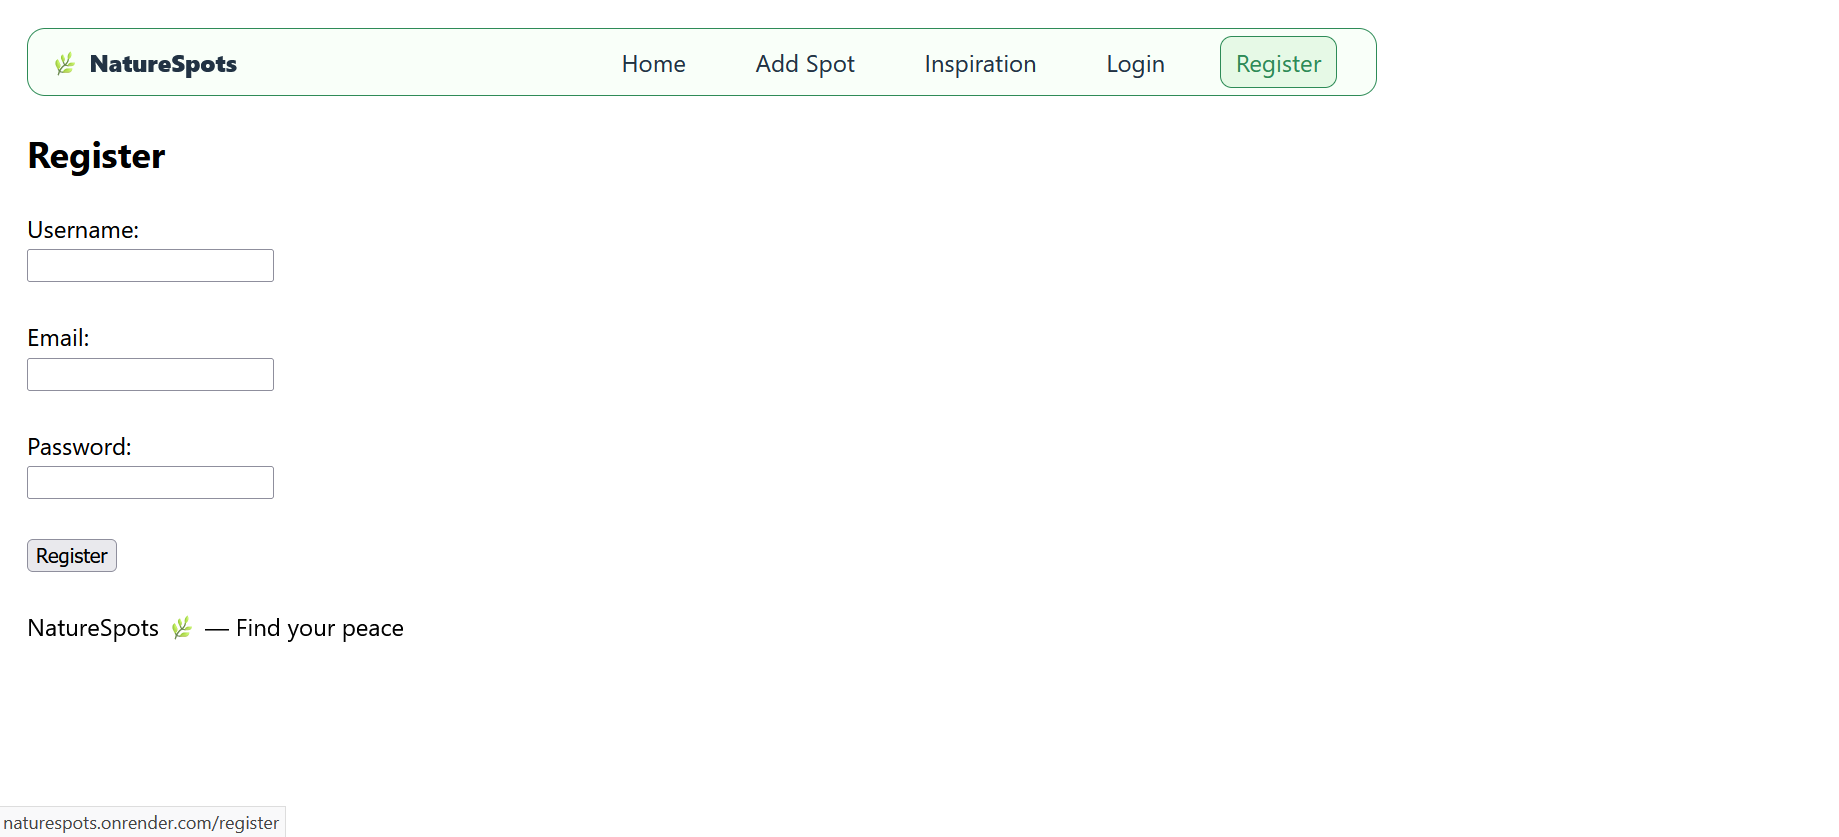 NatureSpots Home Add Spot Inspiration Login Register
Register
Username:
Email:
Password:
Register
NatureSpots 🌿 — Find your peace
naturespots.onrender.com/register